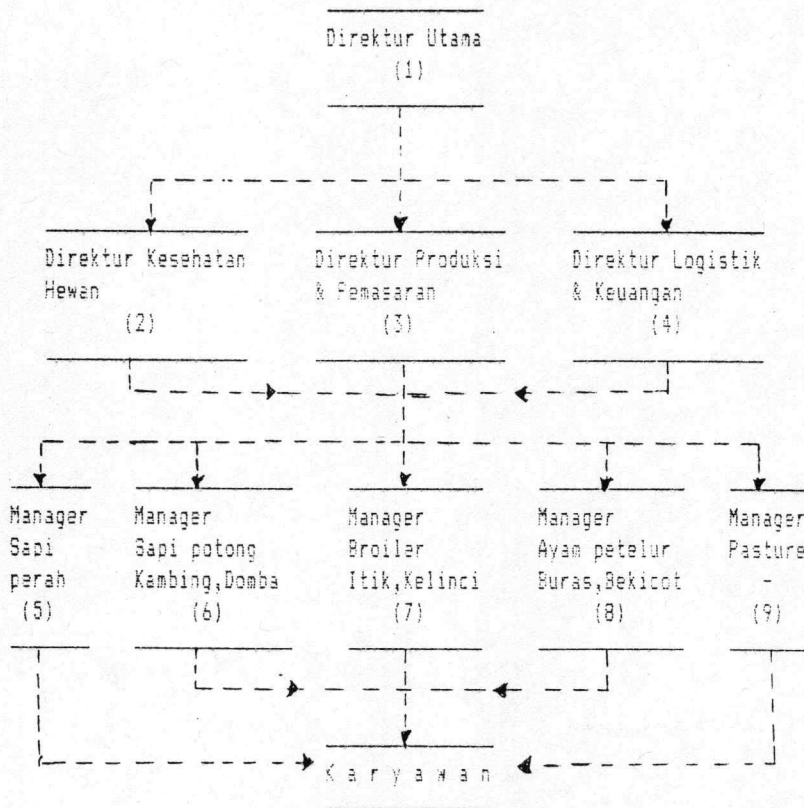 Direktur Utama
(1)
Direktur Kesehatan
Hewan
(2)
Direktur Produksi
& Pemasaran
(3)
Direktur Logistik
& Keuangan
(4)
Manager
Sapi
perah
(5)
Manager
Sapi potong
Kambing,Domba
(6)
Manager
Broiler
Itik,Kelinci
(7)
Manager
Ayam petelur
Buras,Bekicot
(8)
Manager
Pasture
-
(9)
K a r y a w a n